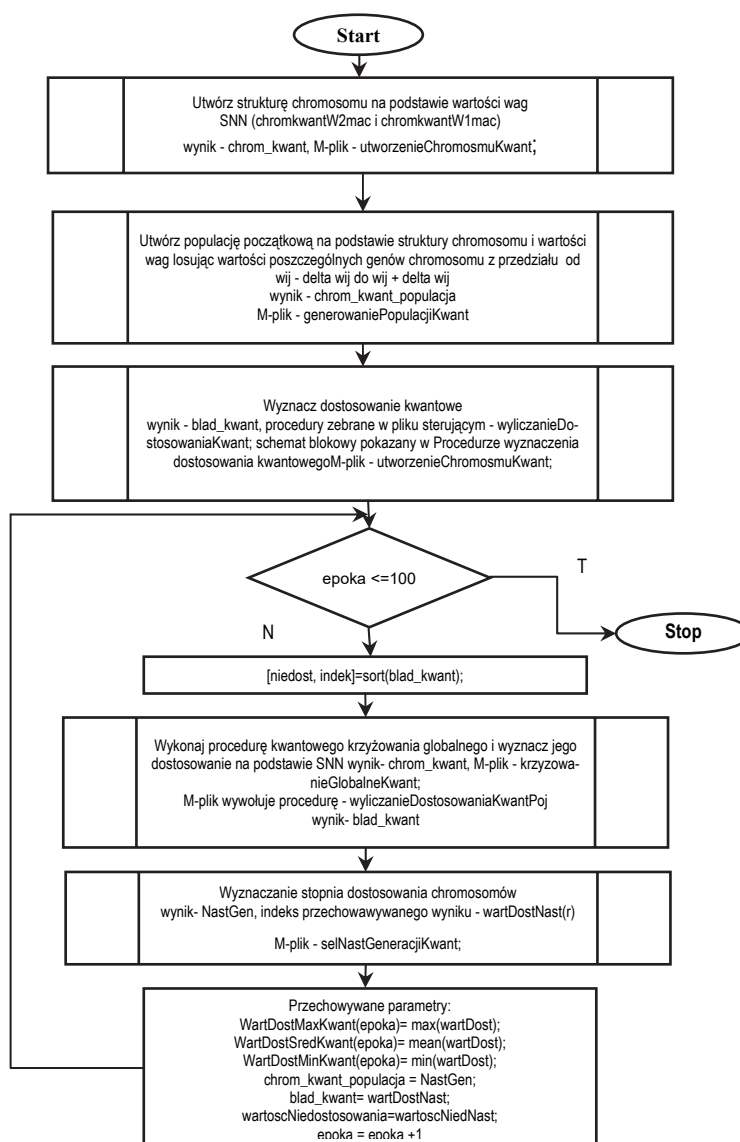 Start
Utwórz strukturę chromosomu na podstawie wartości wag
SNN (chromkwantW2mac i chromkwantW1mac)
wynik - chrom_kwant, M-plik - utworzenieChromosmuKwant;
Utwórz populację początkową na podstawie struktury chromosomu i wartości
wag losując wartości poszczególnych genów chromosomu z przedziału od
wij - delta wij do wij + delta wij
wynik - chrom_kwant_populacja
M-plik - generowaniePopulacjiKwant
Wyznacz dostosowanie kwantowe
wynik - blad_kwant, procedury zebrane w pliku sterującym - wyliczanieDo-
stosowaniaKwant; schemat blokowy pokazany w Procedurze wyznaczenia
dostosowania kwantowegoM-plik - utworzenieChromosmuKwant;
epoka <=100
T
Stop
N
[niedost, indek]=sort(blad_kwant);
Wykonaj procedurę kwantowego krzyżowania globalnego i wyznacz jego
dostosowanie na podstawie SNN wynik- chrom_kwant, M-plik - krzyzowa-
nieGlobalneKwant;
M-plik wywołuje procedurę - wyliczanieDostosowaniaKwantPoj
wynik- blad_kwant
Wyznaczanie stopnia dostosowania chromosomów
wynik- NastGen, indeks przechowawywanego wyniku - wartDostNast(r)
M-plik - selNastGeneracjiKwant;
Przechowywane parametry:
WartDostMaxKwant(epoka)= max(wartDost);
WartDostSredKwant(epoka)= mean(wartDost);
WartDostMinKwant(epoka)= min(wartDost);
chrom_kwant_populacja = NastGen;
blad_kwant= wartDostNast;
wartoscNiedostosowania=wartoscNiedNast;
epoka = epoka +1